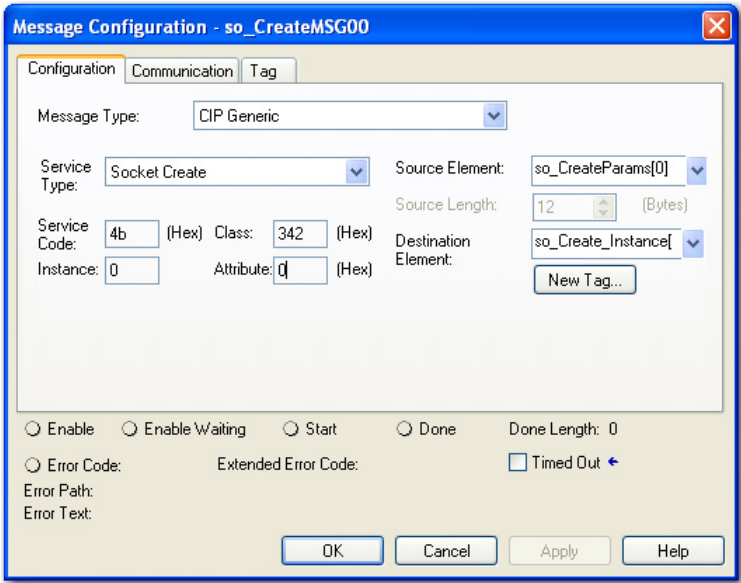 Message Configuration - so_CreateMSG00
Configuration Communication Tag
Message Type: CIP Generic
Service Type: Socket Create
Source Element: so_CreateParams[0]
Source Length: 12 (Bytes)
Service Code: 4b (Hex) Class: 342 (Hex)
Destination Element: so_Create_Instance[
Instance: 0 Attribute: 0 (Hex)
New Tag...
Enable Enable Waiting Start Done Done Length: 0
Error Code: Extended Error Code: Timed Out
Error Path:
Error Text:
OK Cancel Apply Help